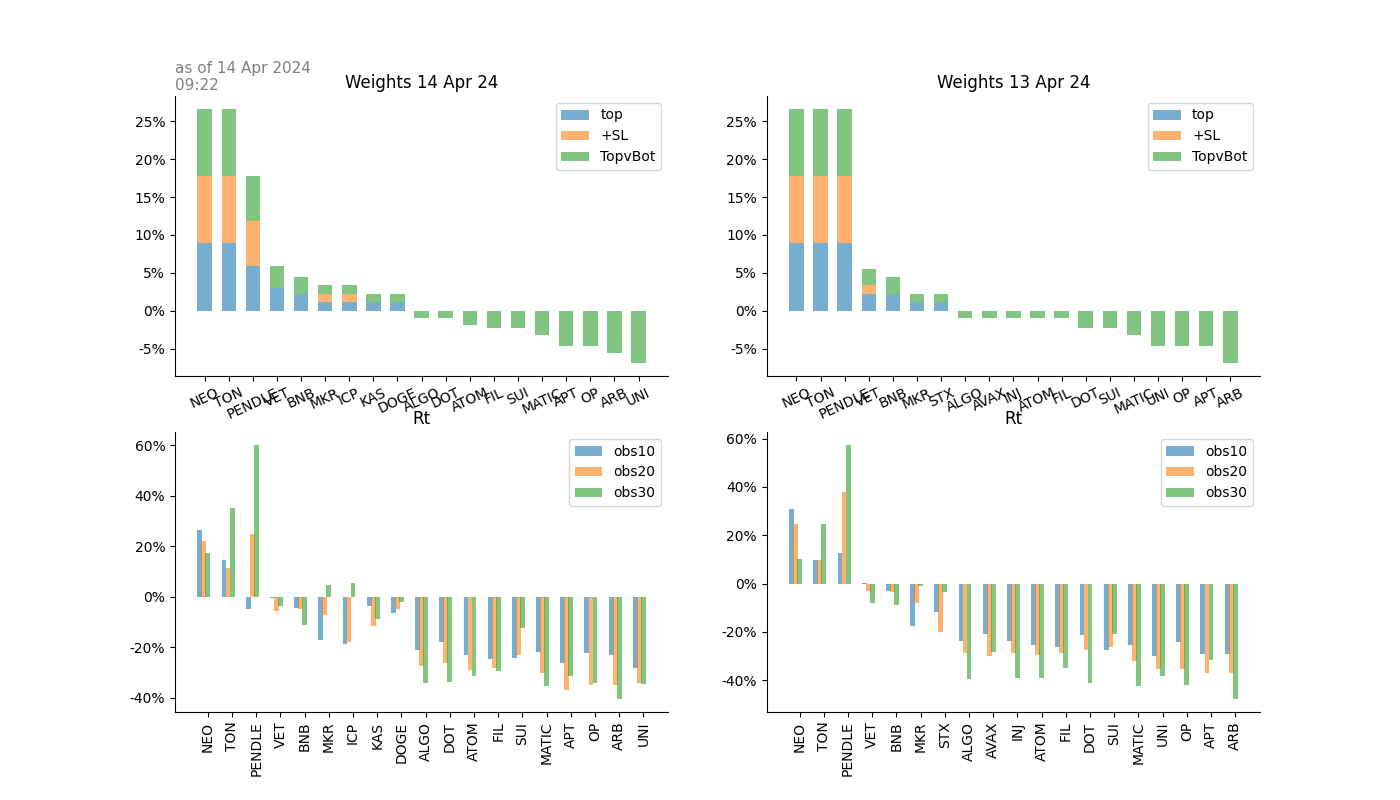 as of 14 Apr 2024
09:22
Weights 14 Apr 24
25%
20%
15%
10%
5%
0%
-5%
top
+SL
TopvBot
NEO TON PENDLE VET BNB MKR ICP KAS DOGE ALGO DOT ATOM FIL SUI MATIC APT OP ARB UNI
Weights 13 Apr 24
25%
20%
15%
10%
5%
0%
-5%
top
+SL
TopvBot
NEO TON PENDLE VET BNB MKR STX ALGO AVAX INJ ATOM FIL DOT SUI MATIC UNI OP APT ARB
Rt
60%
40%
20%
0%
-20%
-40%
obs10
obs20
obs30
NEO TON PENDLE VET BNB MKR ICP KAS DOGE ALGO DOT ATOM FIL SUI MATIC APT OP ARB UNI
Rt
60%
40%
20%
0%
-20%
-40%
obs10
obs20
obs30
NEO TON PENDLE VET BNB MKR STX ALGO AVAX INJ ATOM FIL DOT SUI MATIC UNI OP APT ARB